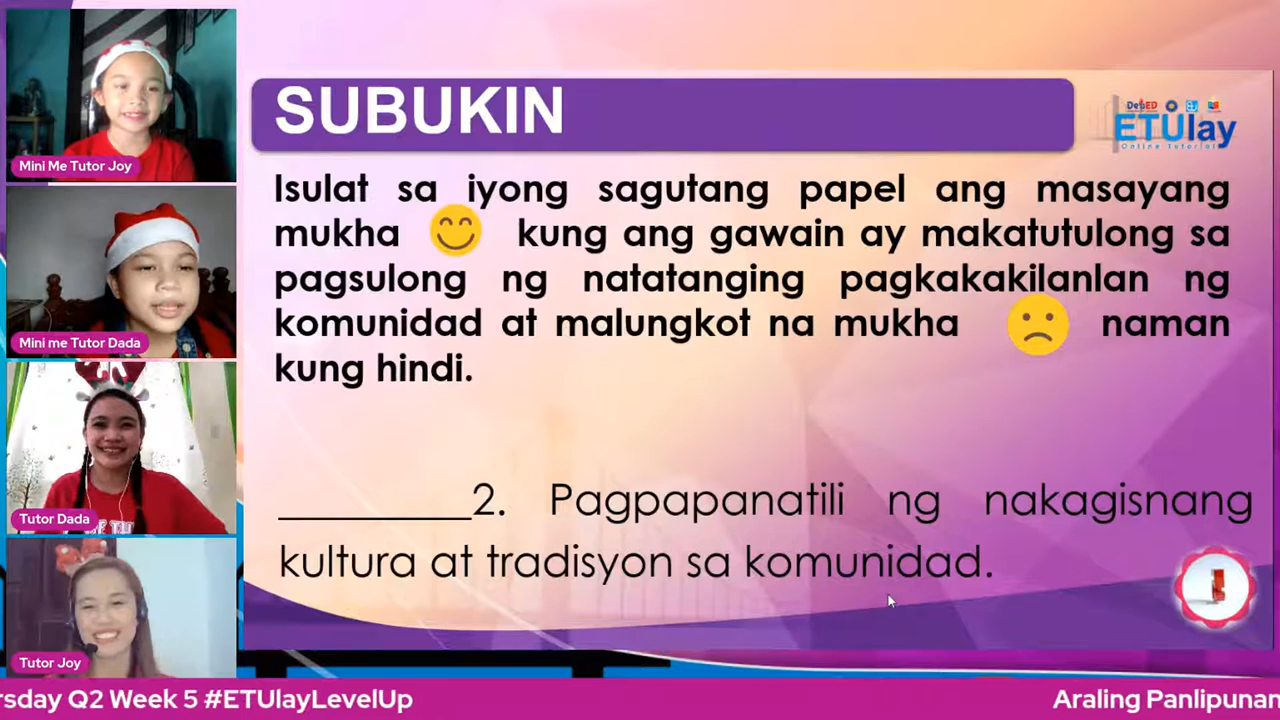 SUBUKIN
DepED
ETUlay
Online Tutorial
Isulat sa iyong sagutang papel ang masayang
mukha kung ang gawain ay makatutulong sa
pagsulong ng natatanging pagkakakilanlan ng
komunidad at malungkot na mukha naman
kung hindi.
_________2. Pagpapanatili ng nakagisnang
kultura at tradisyon sa komunidad.
Mini Me Tutor Joy
Mini me Tutor Dada
Tutor Dada
Tutor Joy
rsday Q2 Week 5 #ETUlayLevelUp
Araling Panlipunan